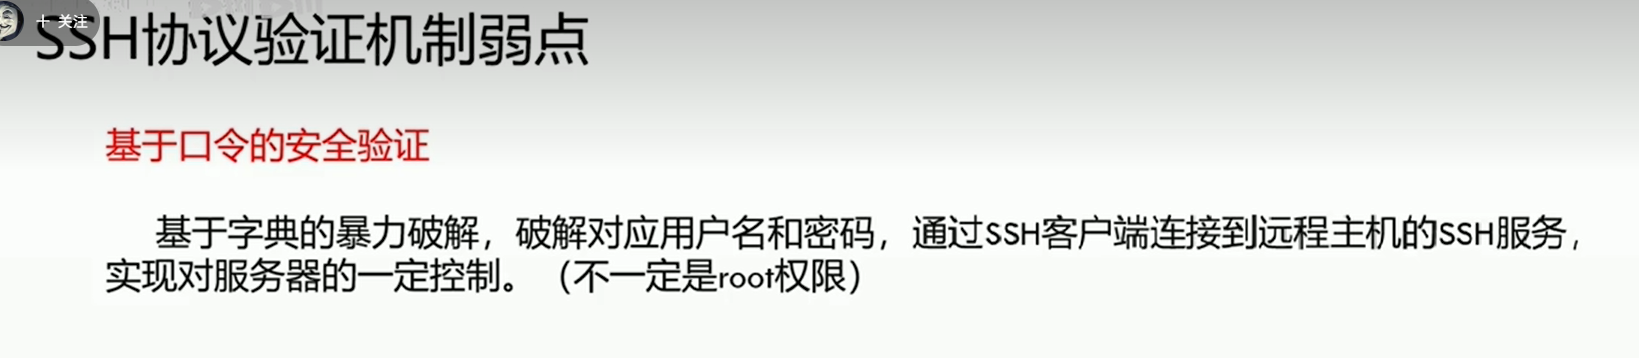 + 关注
SSH协议验证机制弱点
基于口令的安全验证
基于字典的暴力破解，破解对应用户名和密码，通过SSH客户端连接到远程主机的SSH服务，
实现对服务器的一定控制。（不一定是root权限）